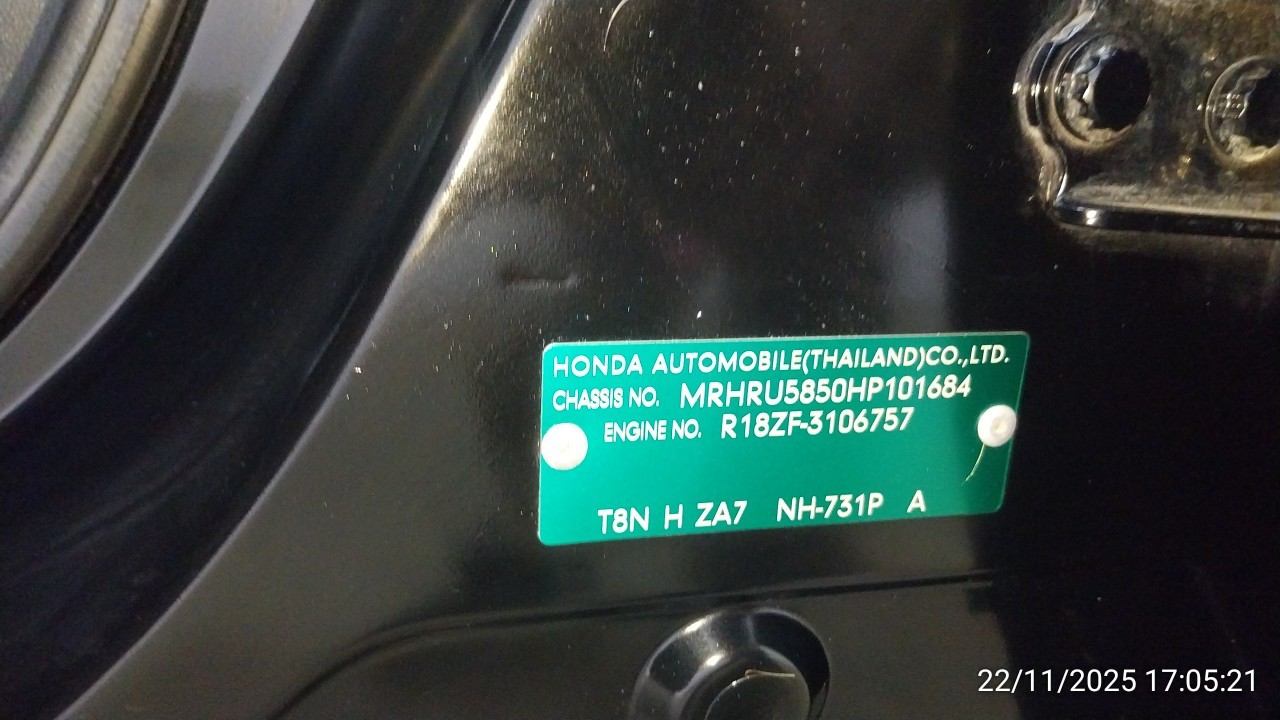 HONDA AUTOMOBILE(THAILAND)CO.,LTD.
CHASSIS NO. MRHRU5850HP101684
ENGINE NO. R18ZF-3106757
T8N H ZA7 NH-731P A
22/11/2025 17:05:21